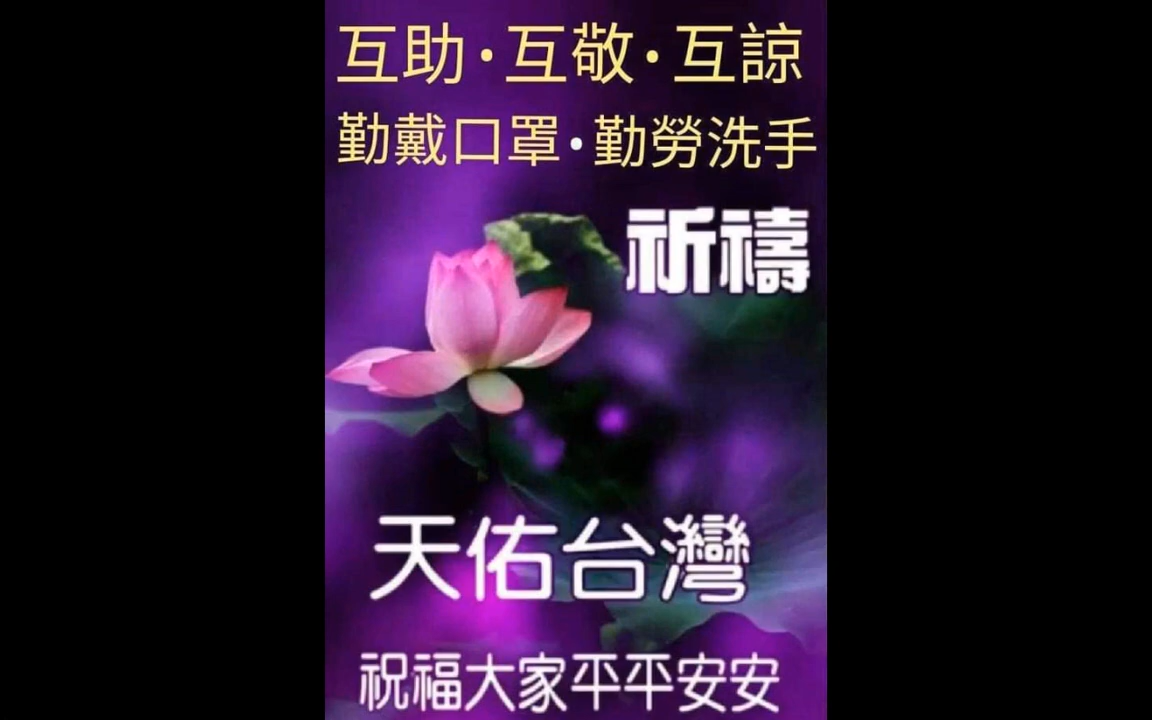 互助·互敬·互諒
勤戴口罩·勤勞洗手
祈禱
天佑台灣
祝福大家平平安安